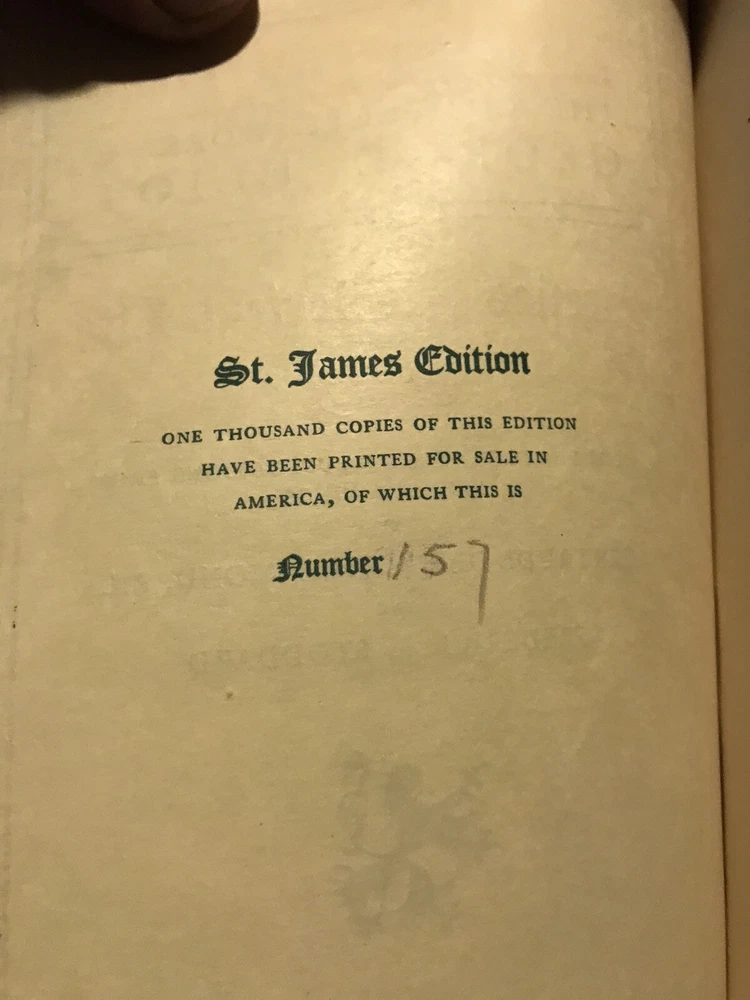 St. James Edition
ONE THOUSAND COPIES OF THIS EDITION
HAVE BEEN PRINTED FOR SALE IN
AMERICA, OF WHICH THIS IS
Number 157